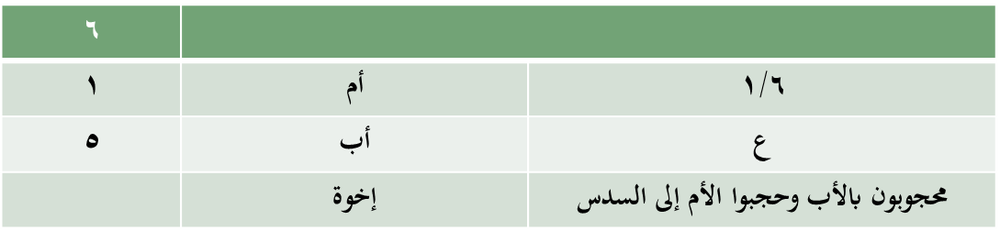 ٦
١/٦ أم ١
ع أب ٥
محجوبون بالأب وحجبوا الأم إلى السدس إخوة